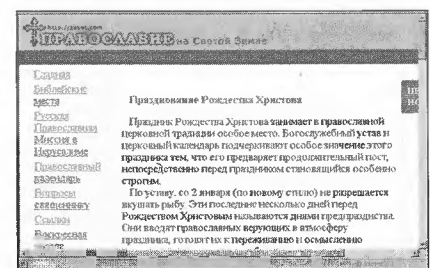 ПРАВОСЛАВИЕ на Святой Земле
Главная
Библейские
места
Русская
Православная
Миссия в
Иерусалиме
Православный
календарь
Вопросы
священнику
Ссылки
Воскресная
Празднование Рождества Христова
Праздник Рождества Христова занимает в православной
церковной традиции особое место. Богослужебный устав и
церковный календарь подчеркивают особое значение этого
праздника тем, что его предваряет продолжительный пост,
непосредственно перед праздником становящийся особенно
строгим.
По уставу, со 2 января (по новому стилю) не разрешается
вкушать рыбу. Эти последние несколько дней перед
Рождеством Христовым называются днями предпразднства.
Они вводят православных верующих в атмосферу
праздника, готовят их к переживанию и осмыслению